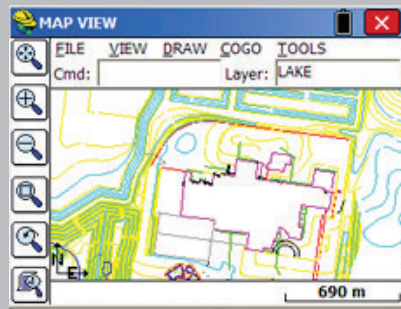 MAP VIEW
FILE VIEW DRAW COGO TOOLS
Cmd: Layer: LAKE
N
E
690 m